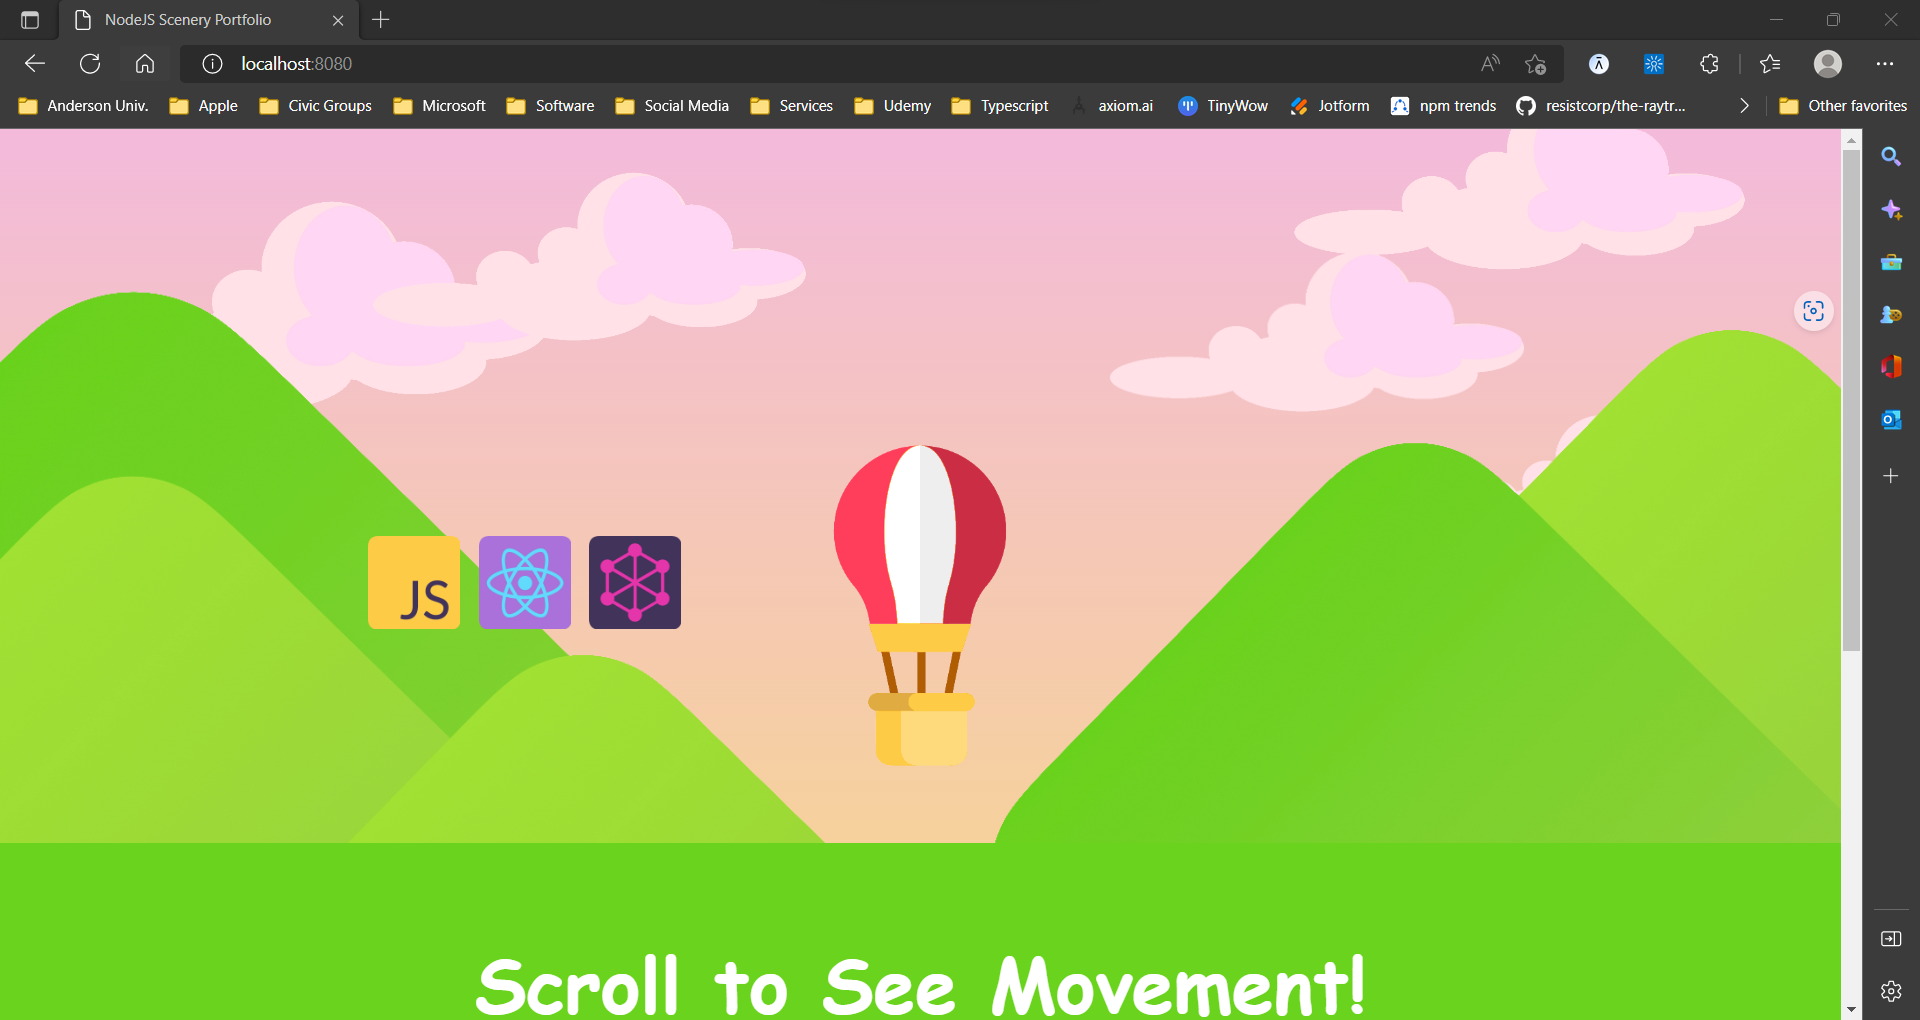 NodeJS Scenery Portfolio
localhost:8080
Anderson Univ. Apple Civic Groups Microsoft Software Social Media Services Udemy Typescript axiom.ai TinyWow Jotform npm trends resistcorp/the-raytr... Other favorites
JS
Scroll to See Movement!